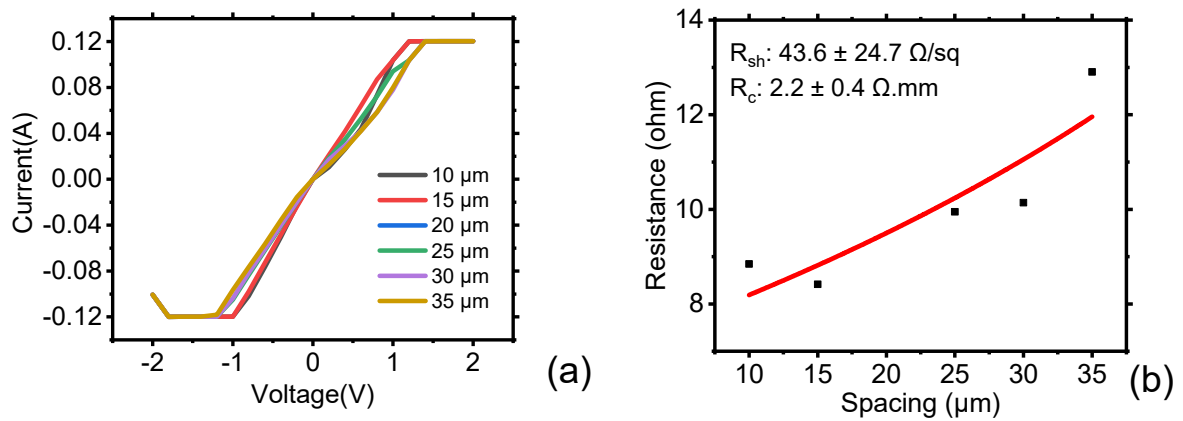 0.12
0.08
0.04
0.00
-0.04
-0.08
-0.12
Current(A)
10 µm
15 µm
20 µm
25 µm
30 µm
35 µm
-2 -1 0 1 2
Voltage(V)
(a)
14
12
10
8
Resistance (ohm)
Rsh: 43.6 ± 24.7 Ω/sq
Rc: 2.2 ± 0.4 Ω.mm
10 15 20 25 30 35
Spacing (µm)
(b)